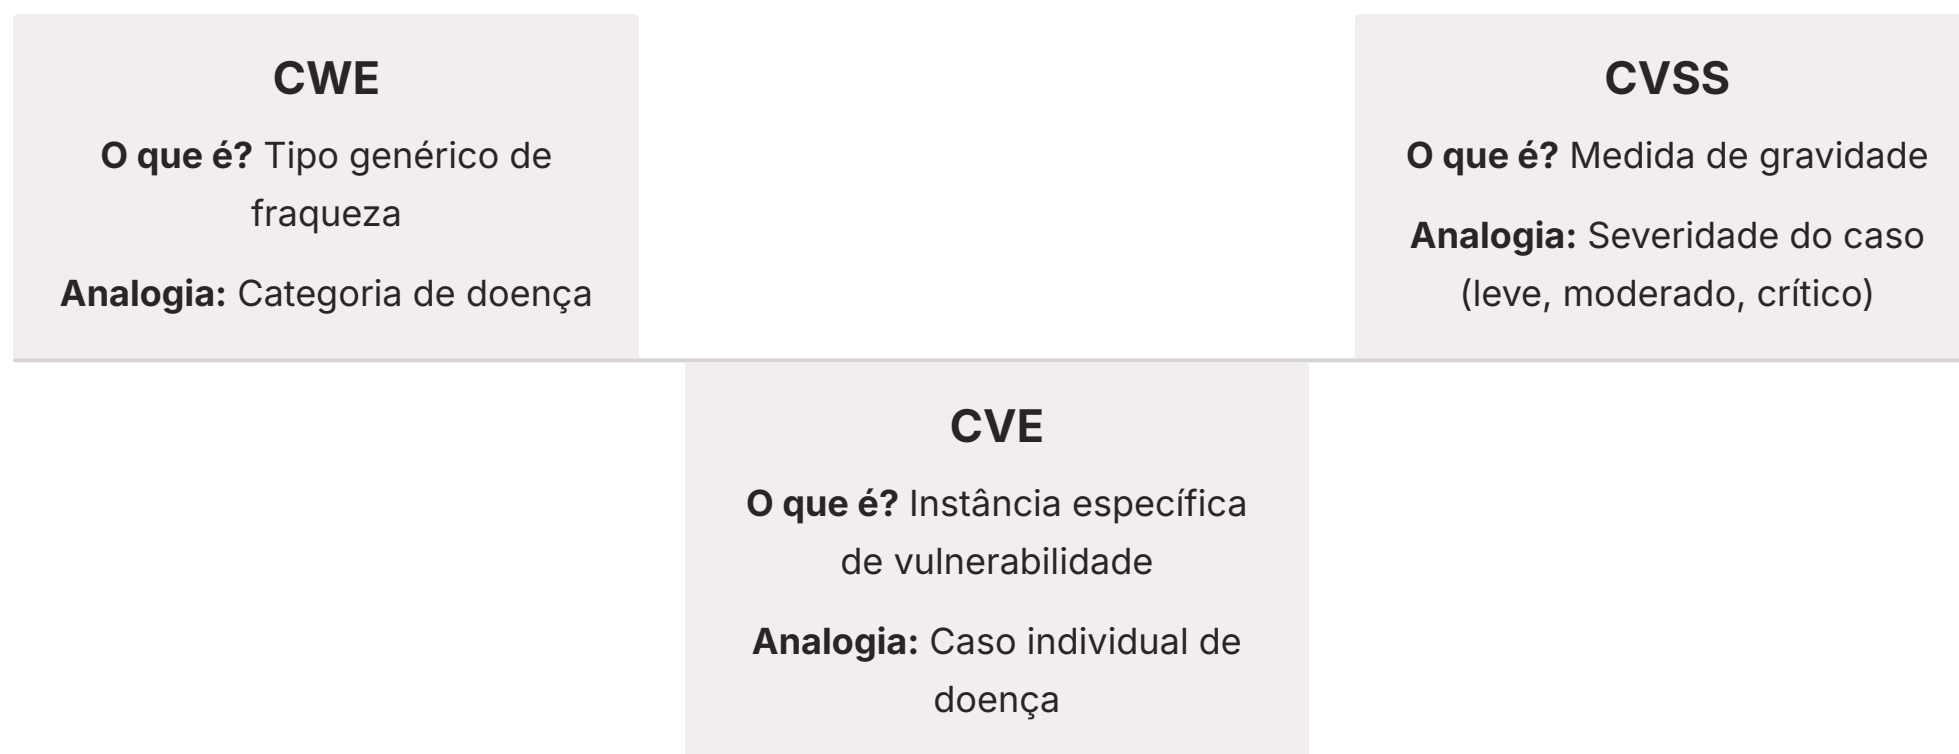 CWE
O que é? Tipo genérico de
fraqueza
Analogia: Categoria de doença
CVSS
O que é? Medida de gravidade
Analogia: Severidade do caso
(leve, moderado, crítico)
CVE
O que é? Instância específica
de vulnerabilidade
Analogia: Caso individual de
doença